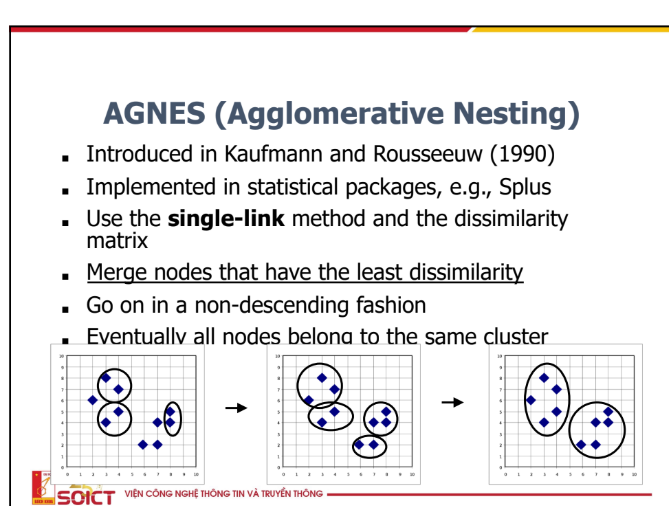 AGNES (Agglomerative Nesting)
▪ Introduced in Kaufmann and Rousseeuw (1990)
▪ Implemented in statistical packages, e.g., Splus
▪ Use the single-link method and the dissimilarity
matrix
▪ Merge nodes that have the least dissimilarity
▪ Go on in a non-descending fashion
▪ Eventually all nodes belong to the same cluster
10
9
8
7
6
5
4
3
2
1
0
0 1 2 3 4 5 6 7 8 9 10
10
9
8
7
6
5
4
3
2
1
0
0 1 2 3 4 5 6 7 8 9 10
10
9
8
7
6
5
4
3
2
1
0
0 1 2 3 4 5 6 7 8 9 10
SOICT VIỆN CÔNG NGHỆ THÔNG TIN VÀ TRUYỀN THÔNG